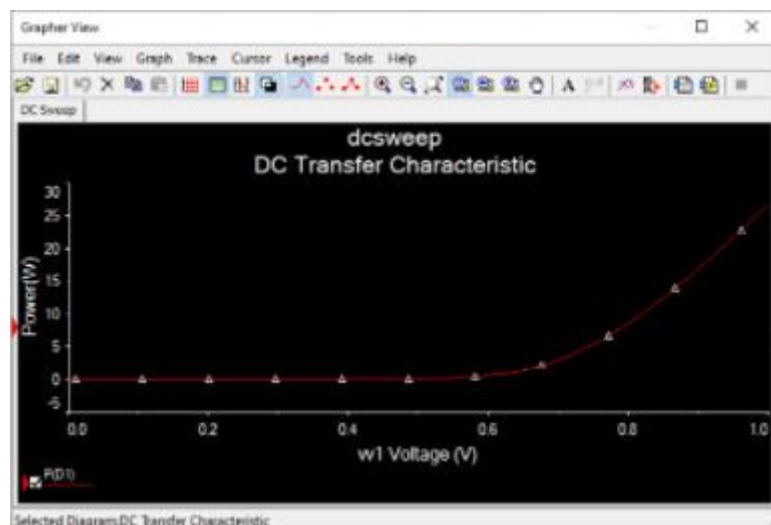 Grapher View
File Edit View Graph Trace Cursor Legend Tools Help
DC Sweep
dcsweep
DC Transfer Characteristic
30
25
20
15
10
5
0
-5
Power(W)
0.0 0.2 0.4 0.6 0.8 1.0
w1 Voltage (V)
P(D1)
Selected Diagram:DC Transfer Characteristic